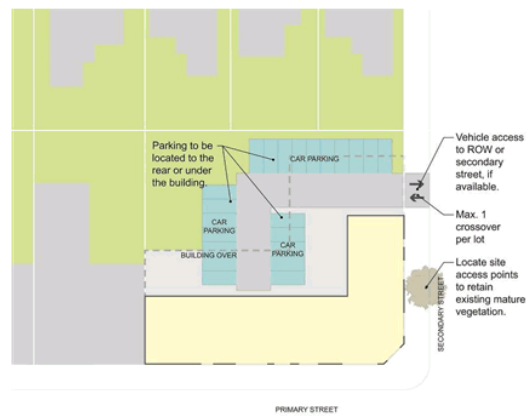 Parking to be
located to the
rear or under
the building.
CAR PARKING
Vehicle access
to ROW or
secondary
street, if
available.
Max. 1
crossover
per lot
CAR
PARKING
CAR
PARKING
BUILDING OVER
Locate site
access points
to retain
existing mature
vegetation.
SECONDARY STREET
PRIMARY STREET